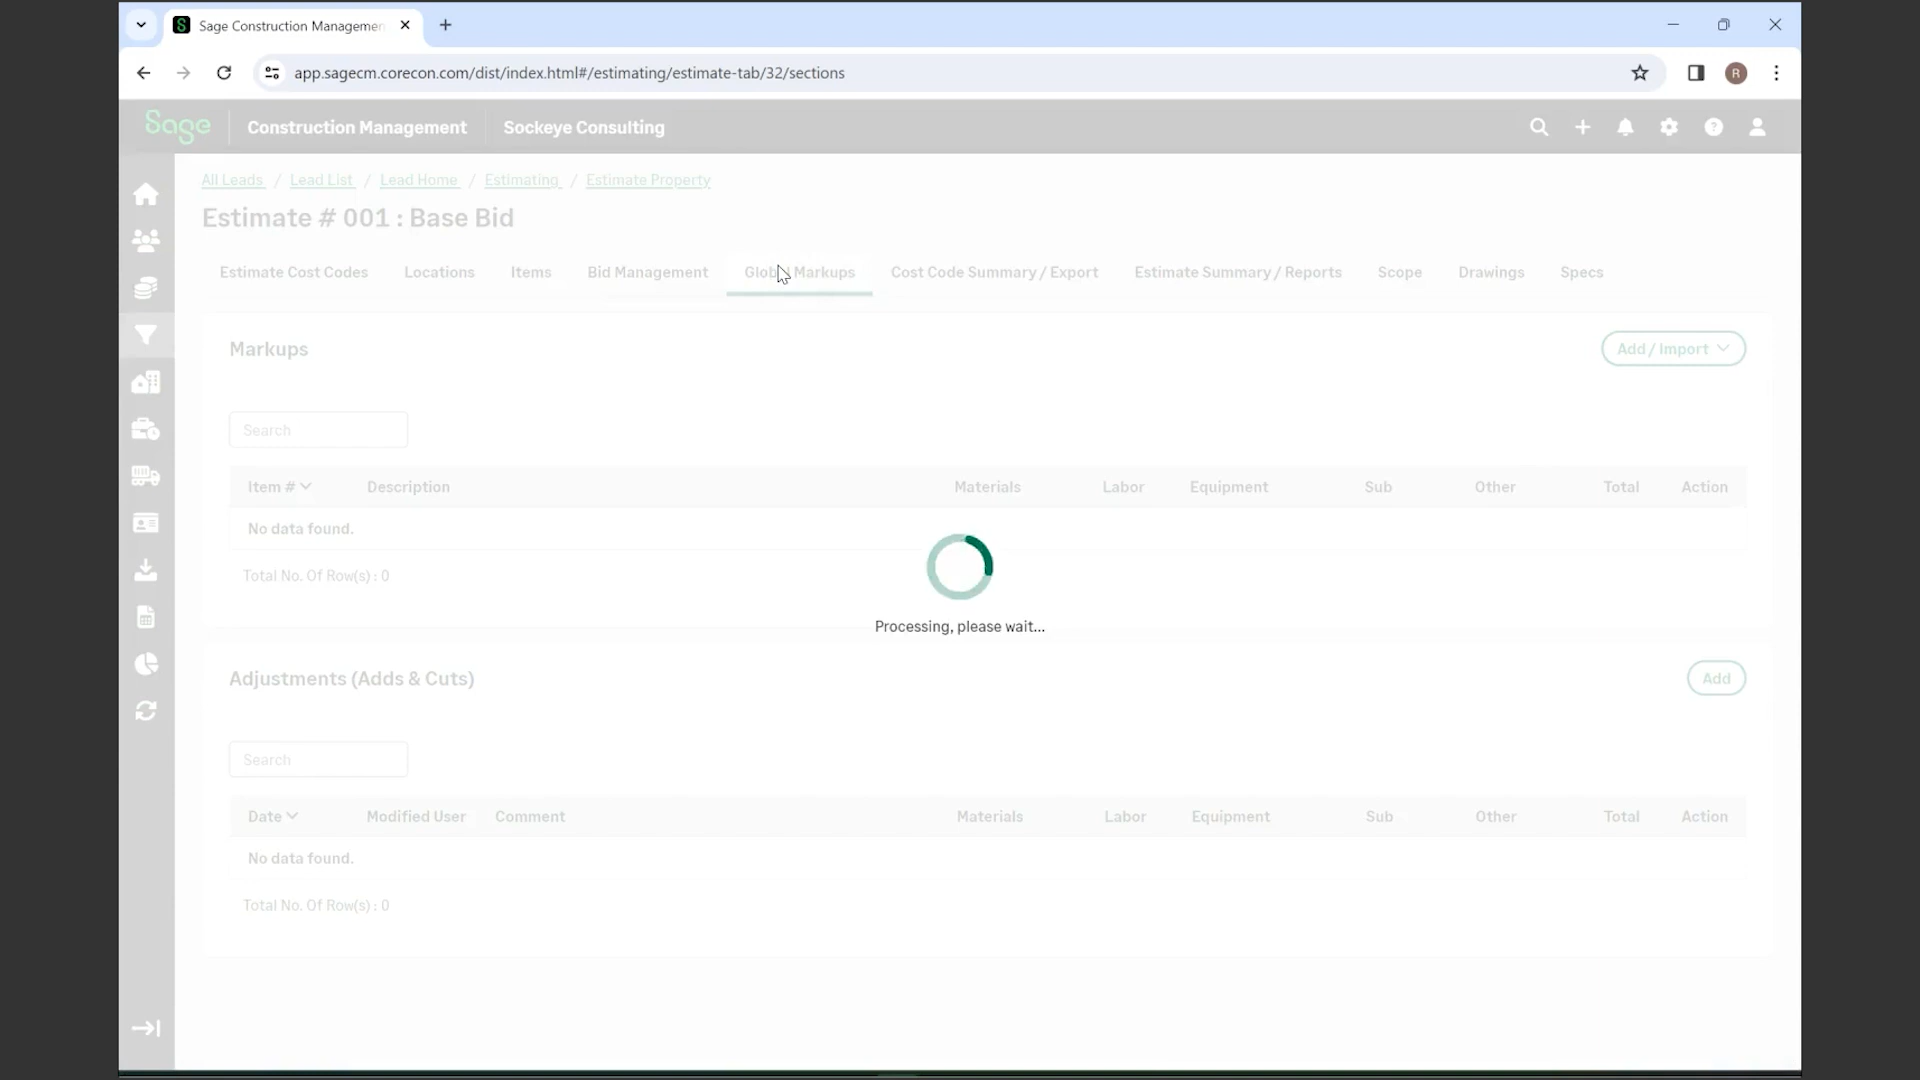 Sage Construction Managemen
app.sagecm.corecon.com/dist/index.html#/estimating/estimate-tab/32/sections
R
Sage Construction Management Sockeye Consulting
All Leads / Lead List / Lead Home / Estimating / Estimate Property
Estimate # 001 : Base Bid
Estimate Cost Codes Locations Items Bid Management Global Markups Cost Code Summary / Export Estimate Summary / Reports Scope Drawings Specs
Markups Add / Import
Search
Item # Description Materials Labor Equipment Sub Other Total Action
No data found.
Total No. Of Row(s) : 0
Processing, please wait...
Adjustments (Adds & Cuts) Add
Search
Date Modified User Comment Materials Labor Equipment Sub Other Total Action
No data found.
Total No. Of Row(s) : 0